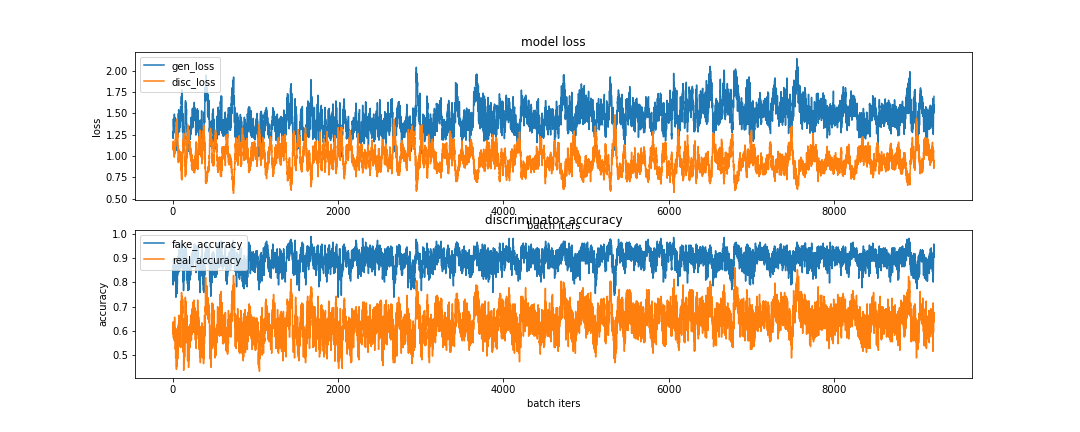 model loss
2.00
1.75
1.50
1.25
1.00
0.75
0.50
loss
gen_loss
disc_loss
0 2000 4000 6000 8000
batch iters
discriminator accuracy
1.0
0.9
0.8
0.7
0.6
0.5
accuracy
fake_accuracy
real_accuracy
0 2000 4000 6000 8000
batch iters